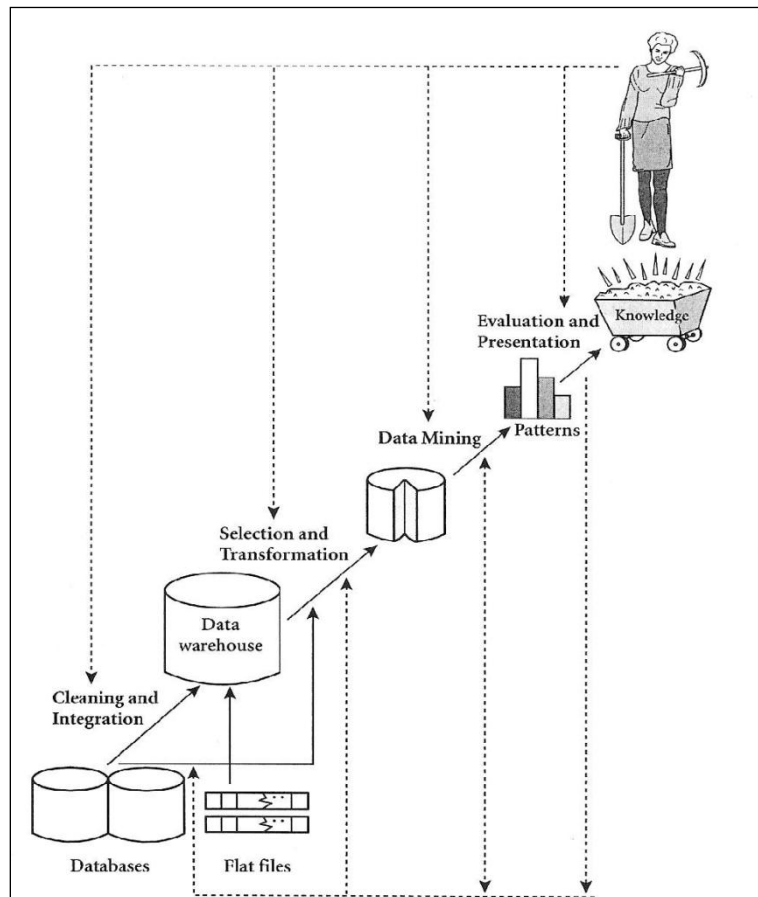 Knowledge
Evaluation and
Presentation
Patterns
Data Mining
Selection and
Transformation
Data
warehouse
Cleaning and
Integration
Databases
Flat files